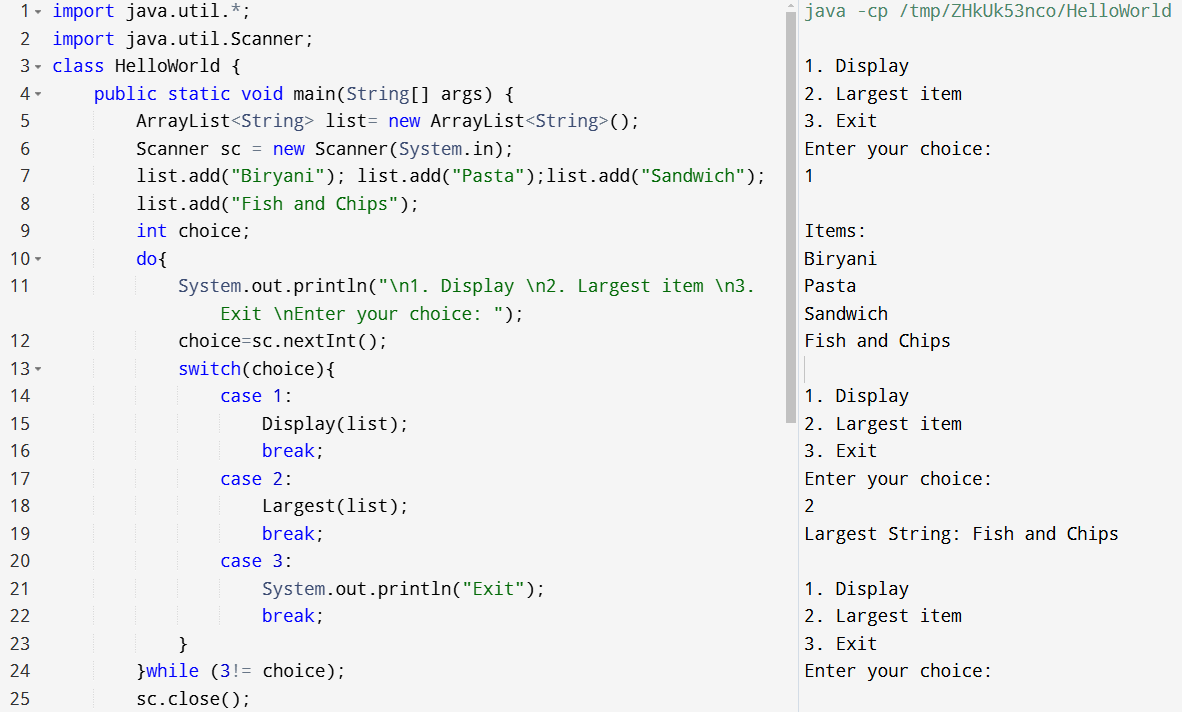 1 import java.util.*;
2 import java.util.Scanner;
3 class HelloWorld {
4 public static void main(String[] args) {
5 ArrayList<String> list= new ArrayList<String>();
6 Scanner sc = new Scanner(System.in);
7 list.add("Biryani"); list.add("Pasta");list.add("Sandwich");
8 list.add("Fish and Chips");
9 int choice;
10 do{
11 System.out.println("\n1. Display \n2. Largest item \n3.
Exit \nEnter your choice: ");
12 choice=sc.nextInt();
13 switch(choice){
14 case 1:
15 Display(list);
16 break;
17 case 2:
18 Largest(list);
19 break;
20 case 3:
21 System.out.println("Exit");
22 break;
23 }
24 }while (3!= choice);
25 sc.close();
java -cp /tmp/ZHkUk53nco/HelloWorld
1. Display
2. Largest item
3. Exit
Enter your choice:
1
Items:
Biryani
Pasta
Sandwich
Fish and Chips
1. Display
2. Largest item
3. Exit
Enter your choice:
2
Largest String: Fish and Chips
1. Display
2. Largest item
3. Exit
Enter your choice: